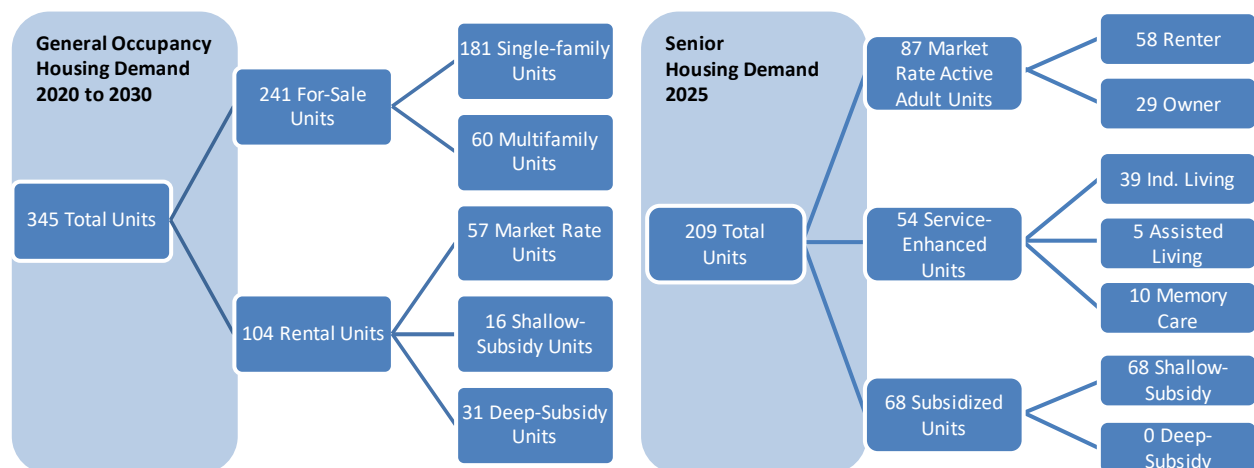 General Occupancy
Housing Demand
2020 to 2030
345 Total Units
241 For-Sale
Units
181 Single-family
Units
60 Multifamily
Units
104 Rental Units
57 Market Rate
Units
16 Shallow-
Subsidy Units
31 Deep-Subsidy
Units
Senior
Housing Demand
2025
209 Total
Units
87 Market
Rate Active
Adult Units
58 Renter
29 Owner
54 Service-
Enhanced
Units
39 Ind. Living
5 Assisted
Living
10 Memory
Care
68 Subsidized
Units
68 Shallow-
Subsidy
0 Deep-
Subsidy